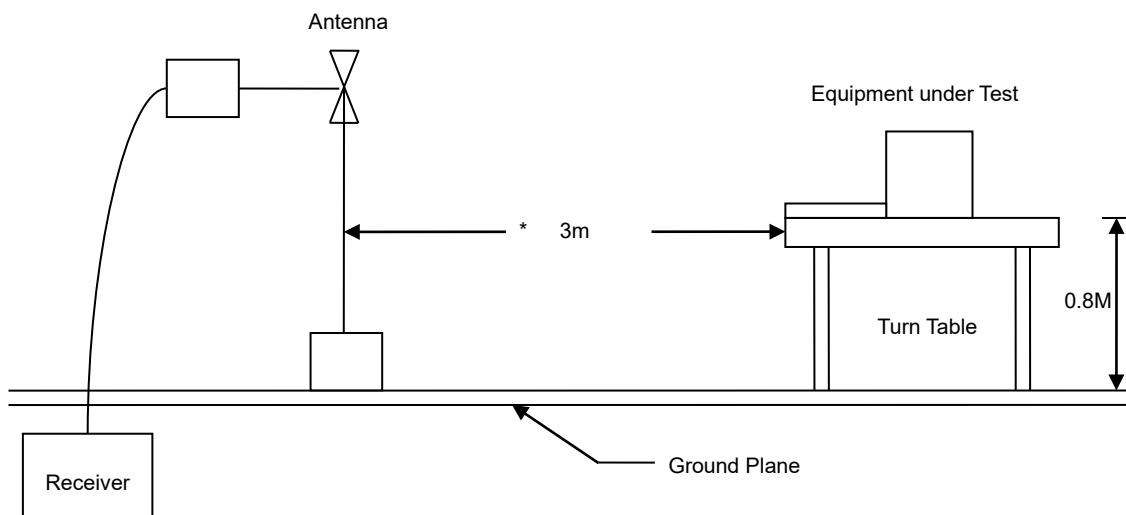 Antenna
Equipment under Test
* 3m
0.8M
Turn Table
Ground Plane
Receiver